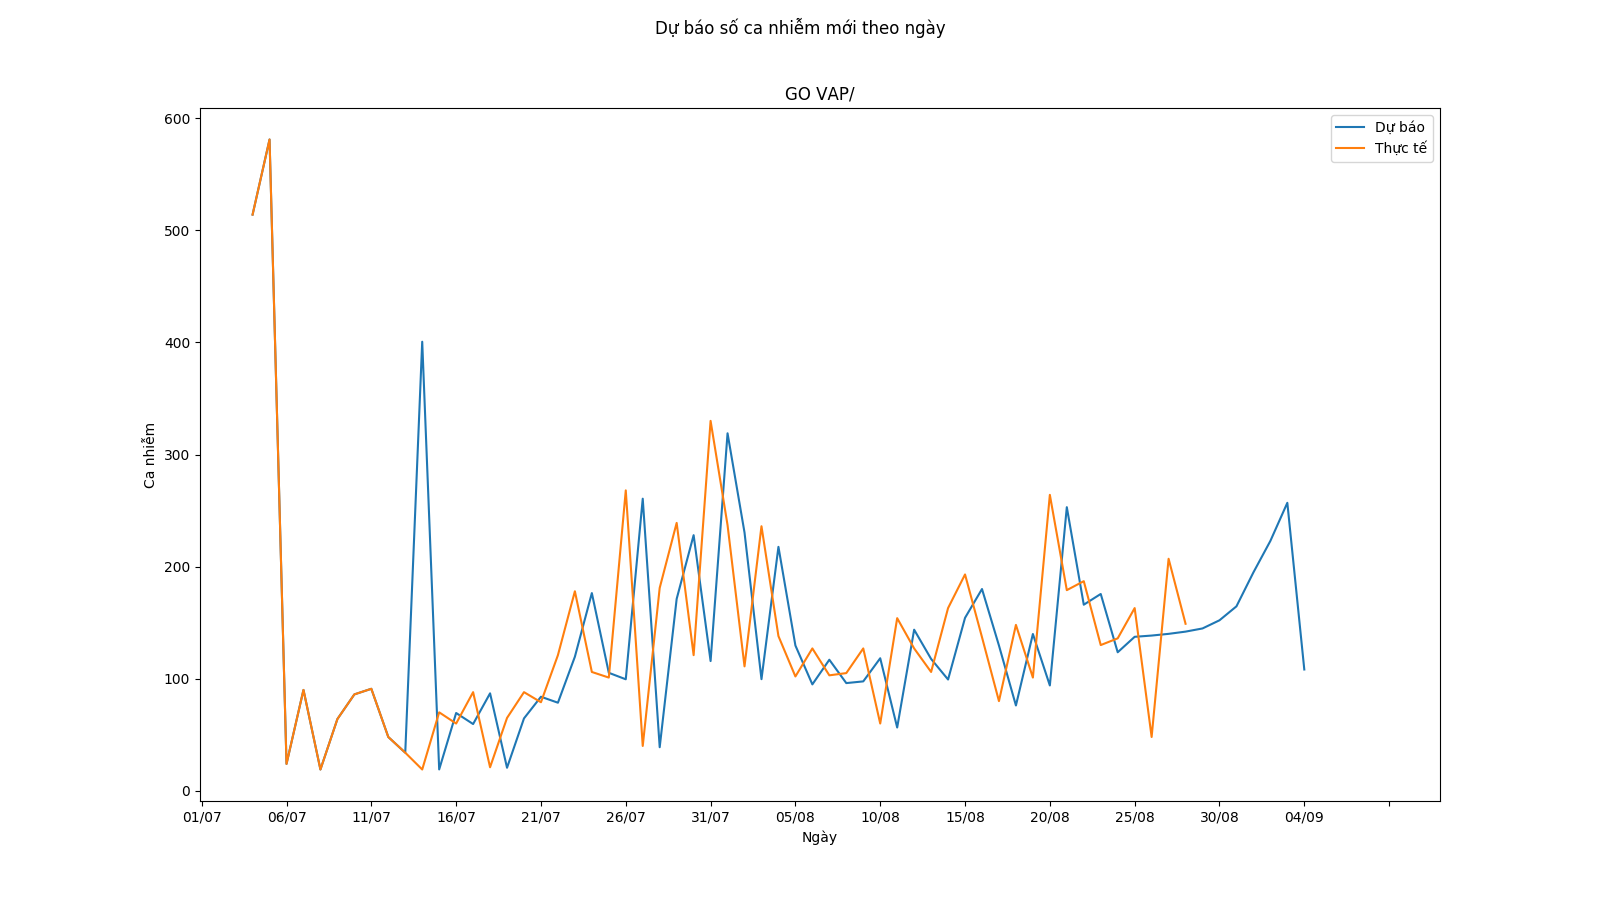 Dự báo số ca nhiễm mới theo ngày
GO VAP/
Dự báo
Thực tế
600
500
400
300
200
100
0
Ca nhiễm
01/07 06/07 11/07 16/07 21/07 26/07 31/07 05/08 10/08 15/08 20/08 25/08 30/08 04/09
Ngày